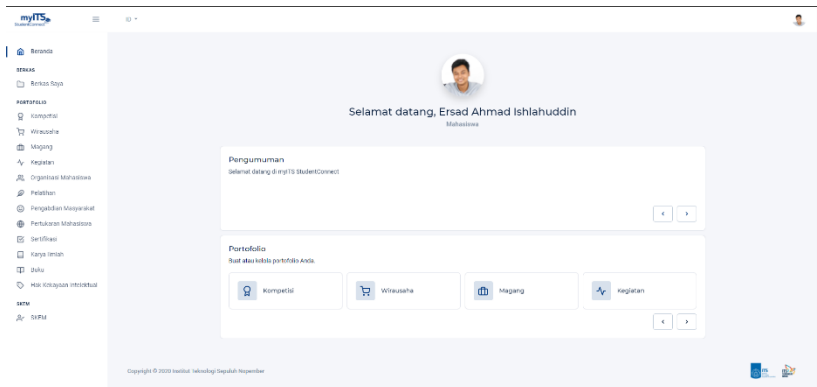 myITS
StudentConnect
ID
Beranda
BERKAS
Berkas Saya
PORTOFOLIO
Kompetisi
Wirausaha
Magang
Kegiatan
Organisasi Mahasiswa
Pelatihan
Pengabdian Masyarakat
Pertukaran Mahasiswa
Sertifikasi
Karya Ilmiah
Buku
Hak Kekayaan Intelektual
SKEM
SKEM
Selamat datang, Ersad Ahmad Ishlahuddin
Mahasiswa
Pengumuman
Selamat datang di myITS StudentConnect
Portofolio
Buat atau kelola portofolio Anda.
Kompetisi
Wirausaha
Magang
Kegiatan
Copyright © 2020 Institut Teknologi Sepuluh Nopember
ITS